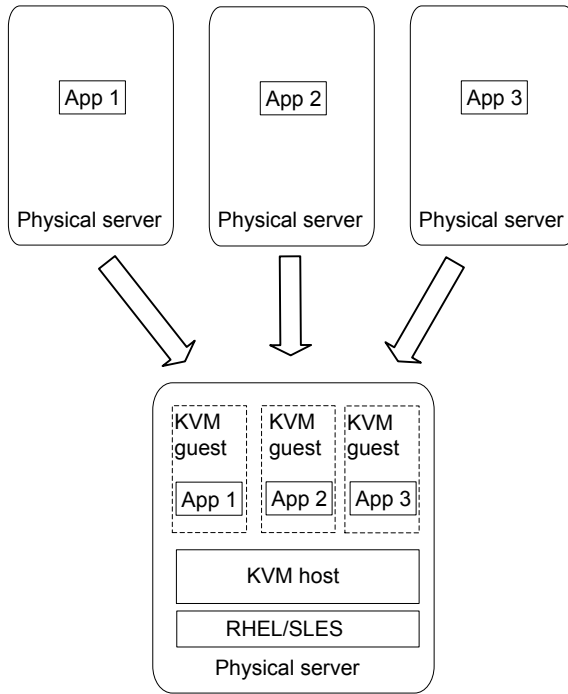 App 1
App 2
App 3
Physical server
Physical server
Physical server
KVM
guest
KVM
guest
KVM
guest
App 1
App 2
App 3
KVM host
RHEL/SLES
Physical server